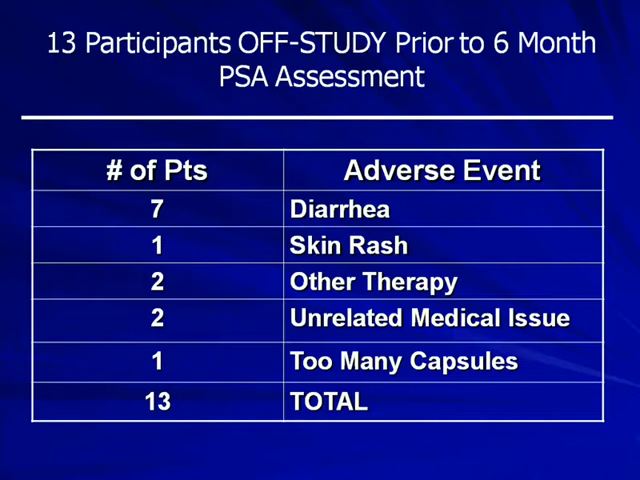 13 Participants OFF-STUDY Prior to 6 Month
PSA Assessment
# of Pts Adverse Event
7 Diarrhea
1 Skin Rash
2 Other Therapy
2 Unrelated Medical Issue
1 Too Many Capsules
13 TOTAL